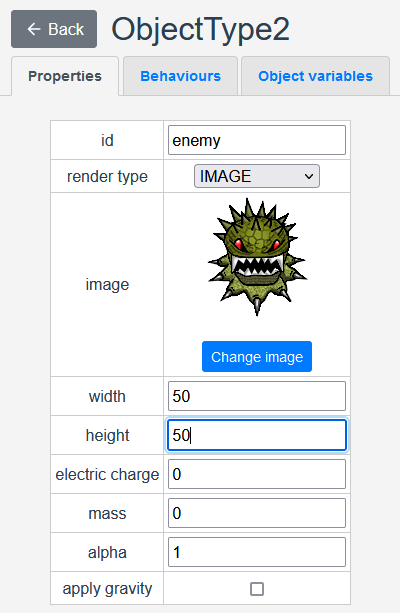 ← Back ObjectType2
Properties Behaviours Object variables
id enemy
render type IMAGE
image
Change image
width 50
height 50
electric charge 0
mass 0
alpha 1
apply gravity